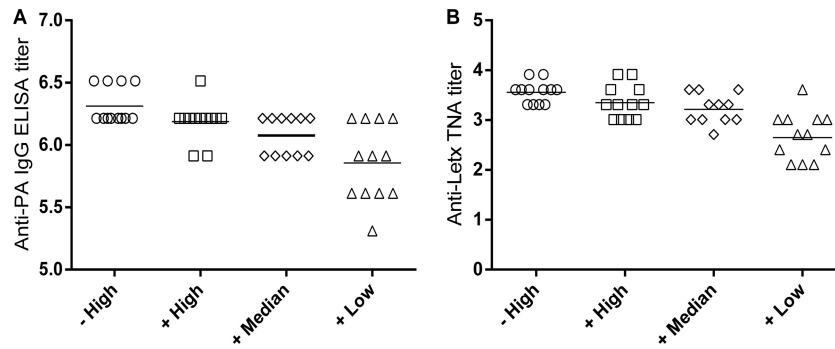 A
Anti-PA IgG ELISA titer
7.0
6.5
6.0
5.5
5.0
- High
+ High
+ Median
+ Low
B
Anti-Letx TNA titer
5
4
3
2
1
0
- High
+ High
+ Median
+ Low